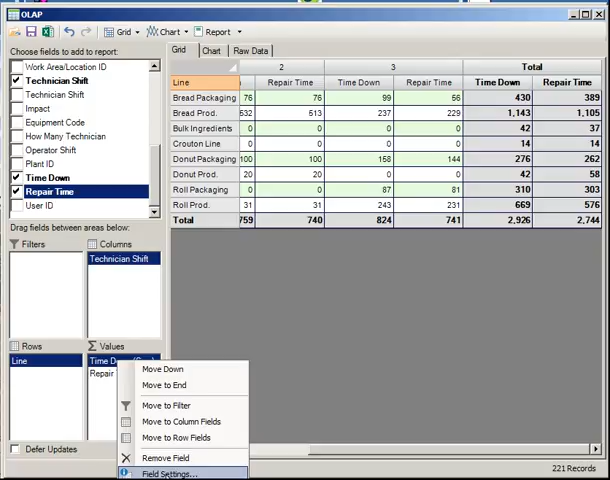 OLAP
Grid Chart Report
Choose fields to add to report:
Work Area/Location ID
Technician Shift
Technician Shift
Impact
Equipment Code
How Many Technician
Operator Shift
Plant ID
Time Down
Repair Time
User ID
Drag fields between areas below:
Filters Columns
Technician Shift
Rows Σ Values
Line
Repair
Defer Updates
Move Down
Move to End
Move to Filter
Move to Column Fields
Move to Row Fields
Remove Field
Field Settings...
Grid Chart Raw Data
2 3 Total
Line Repair Time Time Down Repair Time Time Down Repair Time
Bread Packaging 76 76 99 56 430 389
Bread Prod. 532 513 237 229 1,143 1,105
Bulk Ingredients 0 0 0 0 42 37
Crouton Line 0 0 0 0 14 14
Donut Packaging 100 100 158 144 276 262
Donut Prod. 20 20 0 0 42 58
Roll Packaging 0 0 87 81 310 303
Roll Prod. 31 31 243 231 669 576
Total 759 740 824 741 2,926 2,744
221 Records